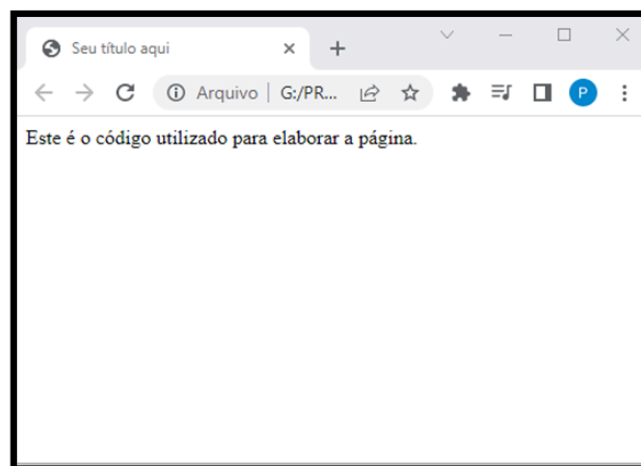 Seu título aqui
Arquivo G:/PR...
P
Este é o código utilizado para elaborar a página.